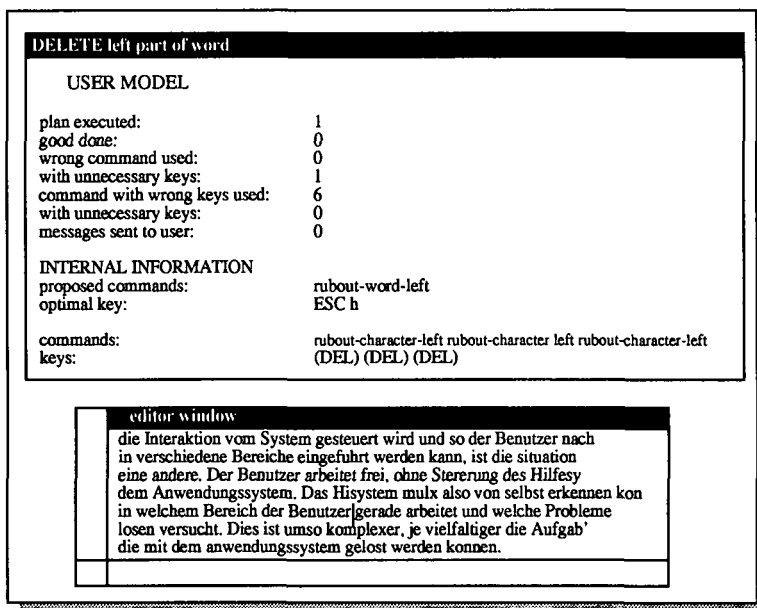 DELETE left part of word
USER MODEL
plan executed: 1
good done: 0
wrong command used: 0
with unnecessary keys: 1
command with wrong keys used: 6
with unnecessary keys: 0
messages sent to user: 0
INTERNAL INFORMATION
proposed commands: rubout-word-left
optimal key: ESC h
commands: rubout-character-left rubout-character left rubout-character-left
keys: (DEL) (DEL) (DEL)
editor window
die Interaktion vom System gesteuert wird und so der Benutzer nach
in verschiedene Bereiche eingefuhrt werden kann, ist die situation
eine andere. Der Benutzer arbeitet frei, ohne Stererung des Hilfesy
dem Anwendungssystem. Das Hisystem mulx also von selbst erkennen kon
in welchem Bereich der Benutzer gerade arbeitet und welche Probleme
losen versucht. Dies ist umso komplexer, je vielfaltiger die Aufgab'
die mit dem anwendungssystem gelost werden konnen.